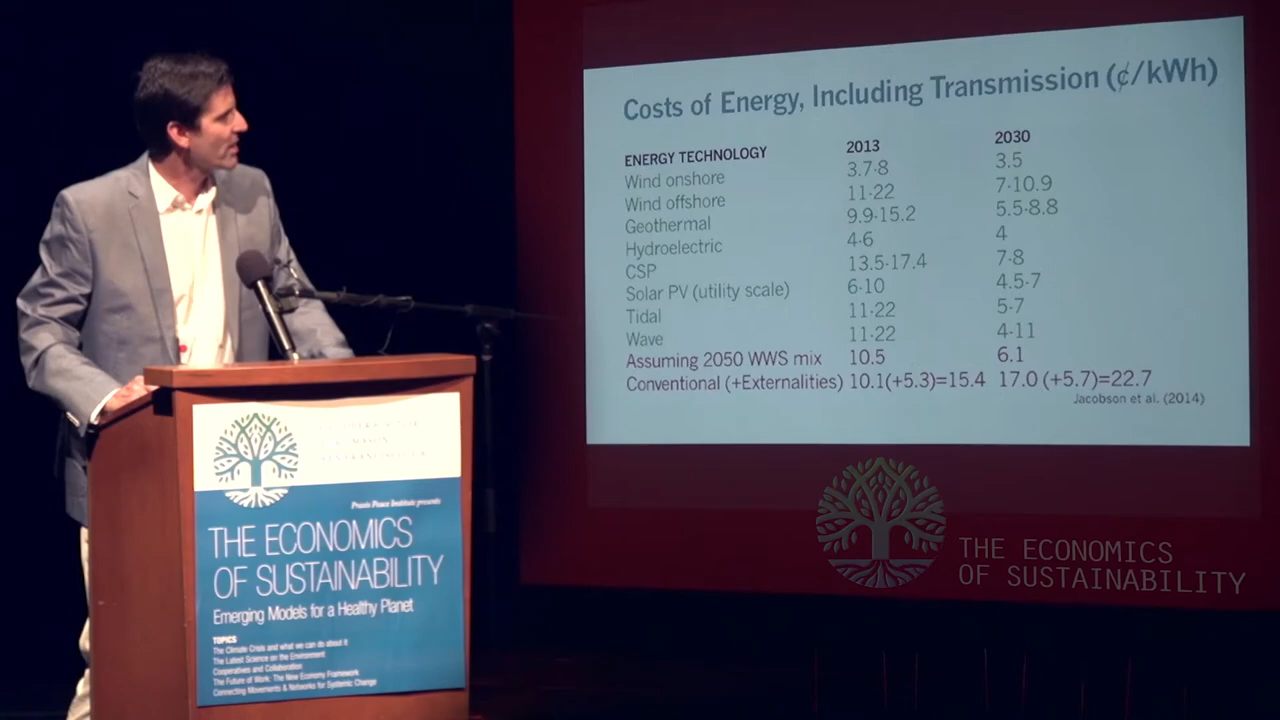 Costs of Energy, Including Transmission (¢/kWh)
ENERGY TECHNOLOGY 2013 2030
Wind onshore 3.7-8 3.5
Wind offshore 11-22 7-10.9
Geothermal 9.9-15.2 5.5-8.8
Hydroelectric 4-6 4
CSP 13.5-17.4 7-8
Solar PV (utility scale) 6-10 4.5-7
Tidal 11-22 5-7
Wave 11-22 4-11
Assuming 2050 WWS mix 10.5 6.1
Conventional (+Externalities) 10.1(+5.3)=15.4 17.0 (+5.7)=22.7
Jacobson et al. (2014)
Praxis Peace Institute presents
THE ECONOMICS
OF SUSTAINABILITY
Emerging Models for a Healthy Planet
TOPICS
The Climate Crisis and what we can do about it
The Latest Science on the Environment
Cooperatives and Collaboration
The Future of Work: The New Economy Framework
Connecting Movements & Networks for Systemic Change
THE ECONOMICS
OF SUSTAINABILITY